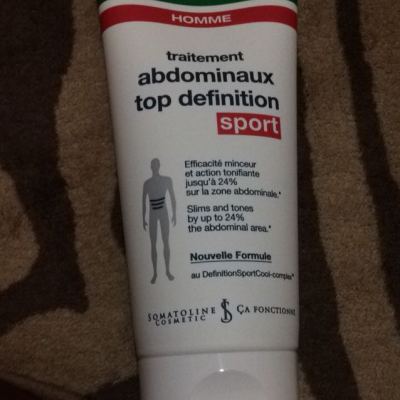 HOMME
traitement
abdominaux
top definition
sport
Efficacité minceur
et action tonifiante
jusqu'à 24%
sur la zone abdominale.*
Slims and tones
by up to 24%
the abdominal area.*
Nouvelle Formule
au DefinitionSportCool-complex*
SOMATOLINE COSMETIC ÇA FONCTIONNE